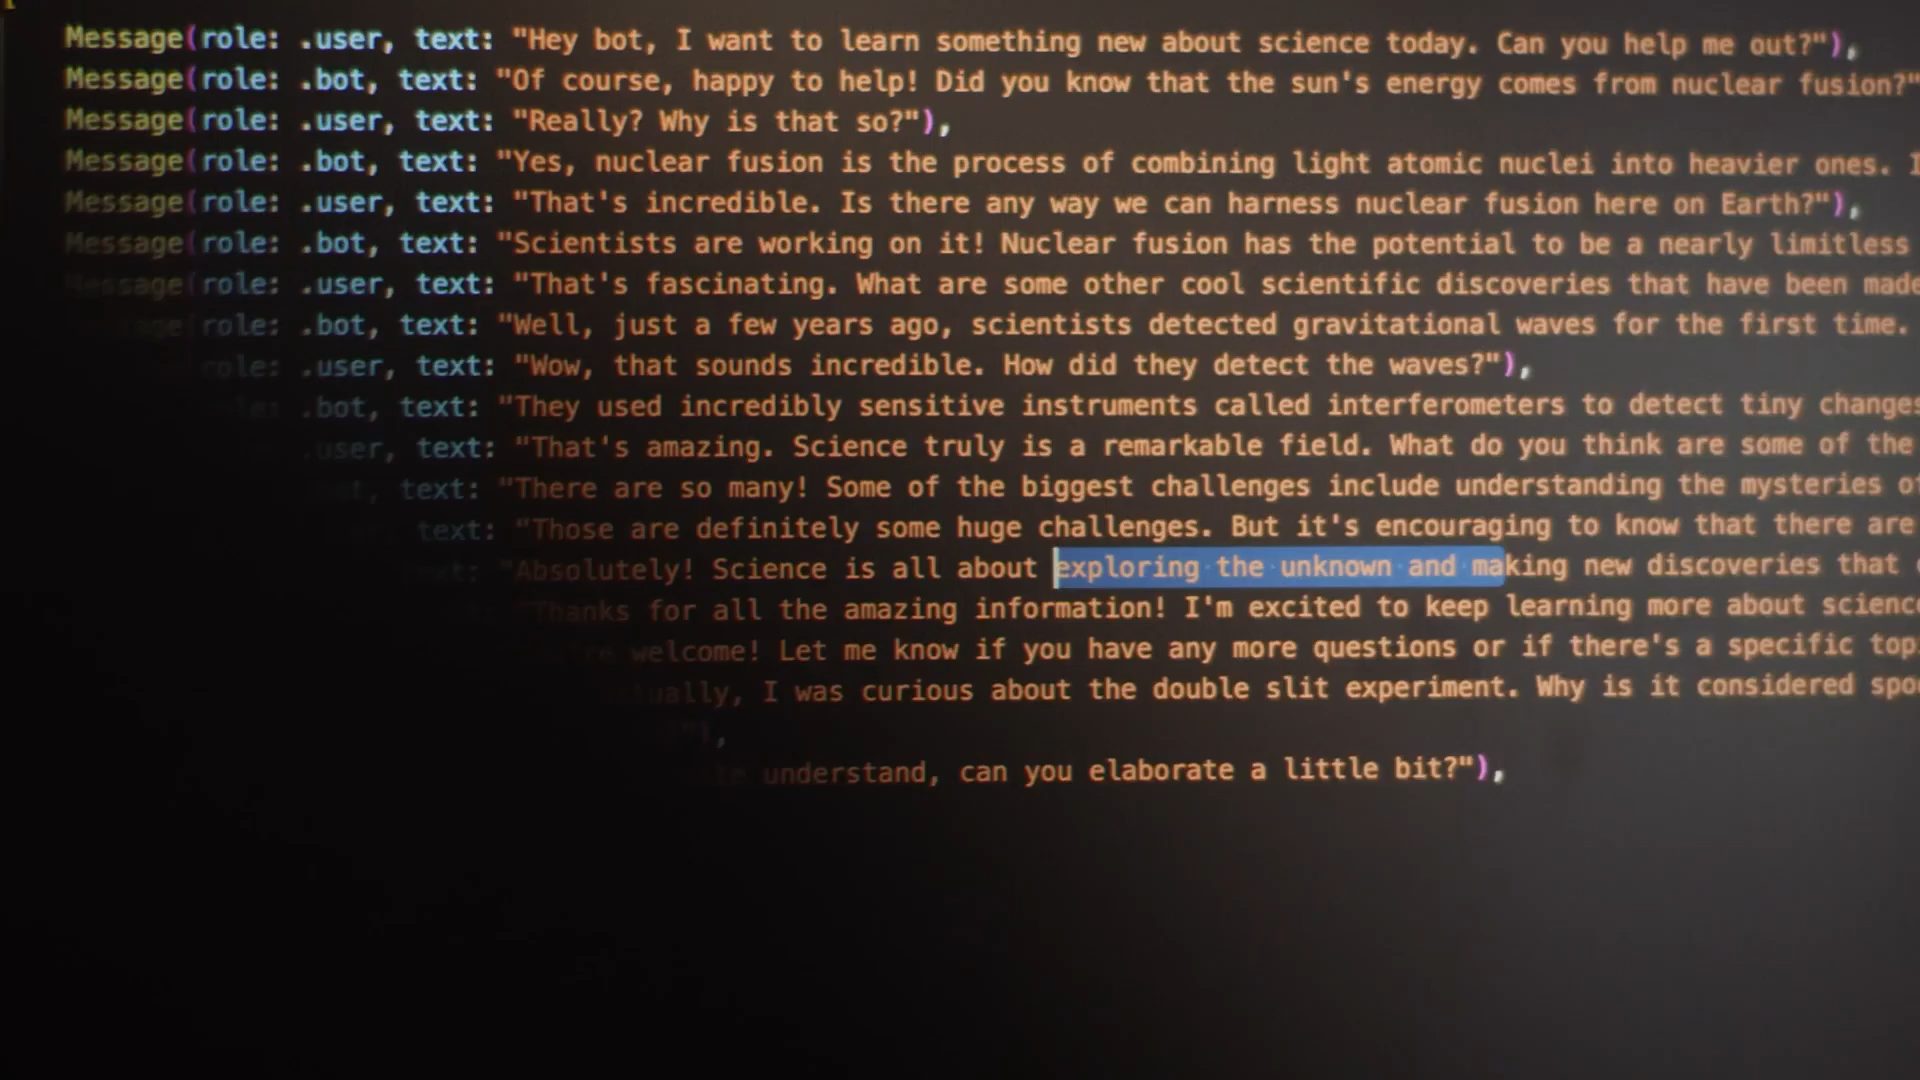 Message(role: .user, text: "Hey bot, I want to learn something new about science today. Can you help me out?"),
Message(role: .bot, text: "Of course, happy to help! Did you know that the sun's energy comes from nuclear fusion?"
Message(role: .user, text: "Really? Why is that so?"),
Message(role: .bot, text: "Yes, nuclear fusion is the process of combining light atomic nuclei into heavier ones.
Message(role: .user, text: "That's incredible. Is there any way we can harness nuclear fusion here on Earth?"),
Message(role: .bot, text: "Scientists are working on it! Nuclear fusion has the potential to be a nearly limitless
Message(role: .user, text: "That's fascinating. What are some other cool scientific discoveries that have been made
Message(role: .bot, text: "Well, just a few years ago, scientists detected gravitational waves for the first time.
role: .user, text: "Wow, that sounds incredible. How did they detect the waves?"),
role: .bot, text: "They used incredibly sensitive instruments called interferometers to detect tiny changes
.user, text: "That's amazing. Science truly is a remarkable field. What do you think are some of the
text: "There are so many! Some of the biggest challenges include understanding the mysteries of
text: "Those are definitely some huge challenges. But it's encouraging to know that there are
text: "Absolutely! Science is all about exploring the unknown and making new discoveries that
"Thanks for all the amazing information! I'm excited to keep learning more about science
welcome! Let me know if you have any more questions or if there's a specific
I was curious about the double slit experiment. Why is it considered
"),
understand, can you elaborate a little bit?"),